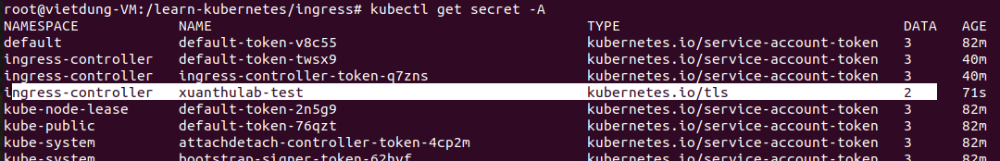 root@vietdung-VM:/learn-kubernetes/ingress# kubectl get secret -A
NAMESPACE NAME TYPE DATA AGE
default default-token-v8c55 kubernetes.io/service-account-token 3 82m
ingress-controller default-token-twsx9 kubernetes.io/service-account-token 3 40m
ingress-controller ingress-controller-token-q7zns kubernetes.io/service-account-token 3 40m
ingress-controller xuanthulab-test kubernetes.io/tls 2 71s
kube-node-lease default-token-2n5g9 kubernetes.io/service-account-token 3 82m
kube-public default-token-76qzt kubernetes.io/service-account-token 3 82m
kube-system attachdetach-controller-token-4cp2m kubernetes.io/service-account-token 3 82m
kube-system bootstrap-signer-token-62bvf kubernetes.io/service-account-token 3 82m